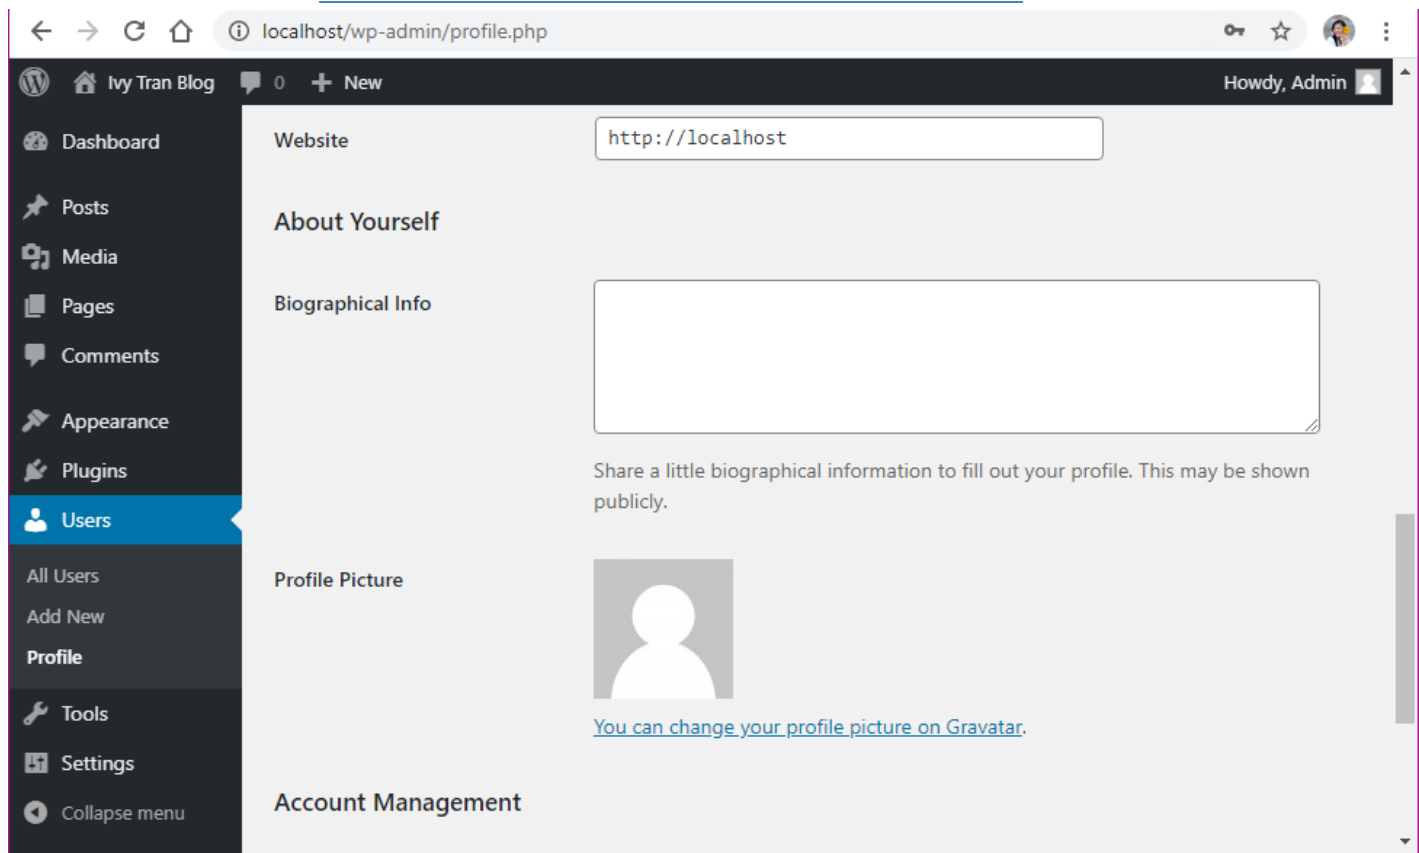 localhost/wp-admin/profile.php
Ivy Tran Blog 0 New Howdy, Admin
Dashboard
Posts
Media
Pages
Comments
Appearance
Plugins
Users
All Users
Add New
Profile
Tools
Settings
Collapse menu
Website http://localhost
About Yourself
Biographical Info
Share a little biographical information to fill out your profile. This may be shown
publicly.
Profile Picture
You can change your profile picture on Gravatar.
Account Management